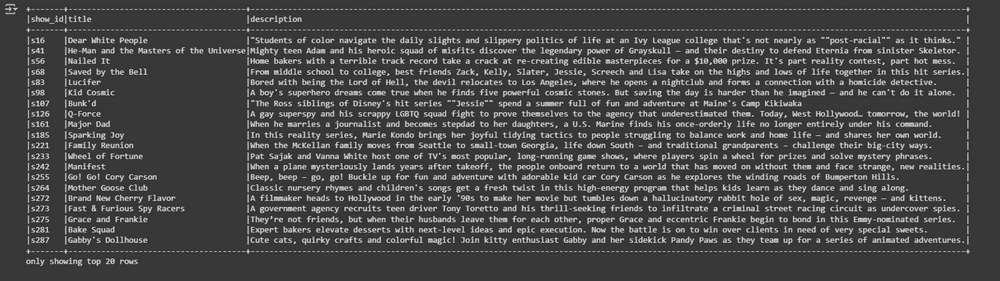 +-------+-----------------------------------+------------------------------------------------------------+
|show_id|title |description |
+-------+-----------------------------------+------------------------------------------------------------+
|s16 |Dear White People |"Students of color navigate the daily slights and slippery politics of life at an Ivy League college that's not nearly as ""post-racial"" as it thinks." |
|s41 |He-Man and the Masters of the Universe|Mighty teen Adam and his heroic squad of misfits discover the legendary power of Grayskull — and their destiny to defend Eternia from sinister Skeletor. |
|s56 |Nailed It |Home bakers with a terrible track record take a crack at re-creating edible masterpieces for a $10,000 prize. It's part reality contest, part hot mess. |
|s68 |Saved by the Bell |From middle school to college, best friends Zack, Kelly, Slater, Jessie, Screech and Lisa take on the highs and lows of life together in this hit series.|
|s83 |Lucifer |Bored with being the Lord of Hell, the devil relocates to Los Angeles, where he opens a nightclub and forms a connection with a homicide detective. |
|s98 |Kid Cosmic |A boy's superhero dreams come true when he finds five powerful cosmic stones. But saving the day is harder than he imagined — and he can't do it alone. |
|s107 |Bunk'd |"The Ross siblings of Disney's hit series ""Jessie"" spend a summer full of fun and adventure at Maine's Camp Kikiwaka |
|s126 |Q-Force |A gay superspy and his scrappy LGBTQ squad fight to prove themselves to the agency that underestimated them. Today, West Hollywood… tomorrow, the world! |
|s161 |Major Dad |When he marries a journalist and becomes stepdad to her daughters, a U.S. Marine finds his once-orderly life no longer entirely under his command. |
|s185 |Sparking Joy |In this reality series, Marie Kondo brings her joyful tidying tactics to people struggling to balance work and home life — and shares her own world. |
|s221 |Family Reunion |When the McKellan family moves from Seattle to small-town Georgia, life down South — and traditional grandparents — challenge their big-city ways. |
|s233 |Wheel of Fortune |Pat Sajak and Vanna White host one of TV's most popular, long-running game shows, where players spin a wheel for prizes and solve mystery phrases. |
|s242 |Manifest |When a plane mysteriously lands years after takeoff, the people onboard return to a world that has moved on without them and face strange, new realities.|
|s255 |Go! Go! Cory Carson |Beep, beep — go, go! Buckle up for fun and adventure with adorable kid car Cory Carson as he explores the winding roads of Bumperton Hills. |
|s264 |Mother Goose Club |Classic nursery rhymes and children's songs get a fresh twist in this high-energy program that helps kids learn as they dance and sing along. |
|s272 |Brand New Cherry Flavor |A filmmaker heads to Hollywood in the early '90s to make her movie but tumbles down a hallucinatory rabbit hole of sex, magic, revenge — and kittens. |
|s273 |Fast & Furious Spy Racers |A government agency recruits teen driver Tony Toretto and his thrill-seeking friends to infiltrate a criminal street racing circuit as undercover spies. |
|s275 |Grace and Frankie |They're not friends, but when their husbands leave them for each other, proper Grace and eccentric Frankie begin to bond in this Emmy-nominated series. |
|s281 |Bake Squad |Expert bakers elevate desserts with next-level ideas and epic execution. Now the battle is on to win over clients in need of very special sweets. |
|s287 |Gabby's Dollhouse |Cute cats, quirky crafts and colorful magic! Join kitty enthusiast Gabby and her sidekick Pandy Paws as they team up for a series of animated adventures.|
+-------+-----------------------------------+------------------------------------------------------------+
only showing top 20 rows